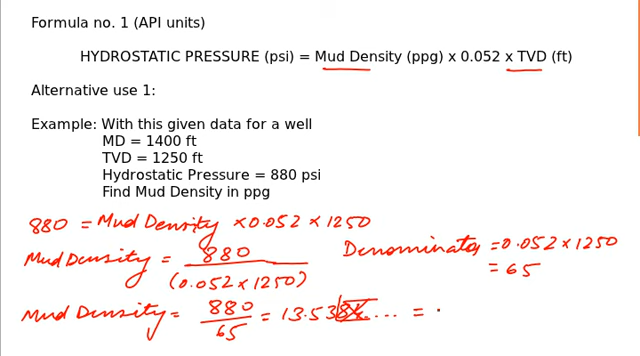 Formula no. 1 (API units)
HYDROSTATIC PRESSURE (psi) = Mud Density (ppg) x 0.052 x TVD (ft)
Alternative use 1:
Example: With this given data for a well
MD = 1400 ft
TVD = 1250 ft
Hydrostatic Pressure = 880 psi
Find Mud Density in ppg
880 = Mud Density x 0.052 x 1250
Mud Density = 880 / (0.052 x 1250)
Denominator = 0.052 x 1250
= 65
Mud Density = 880 / 65 = 13.53 ... =